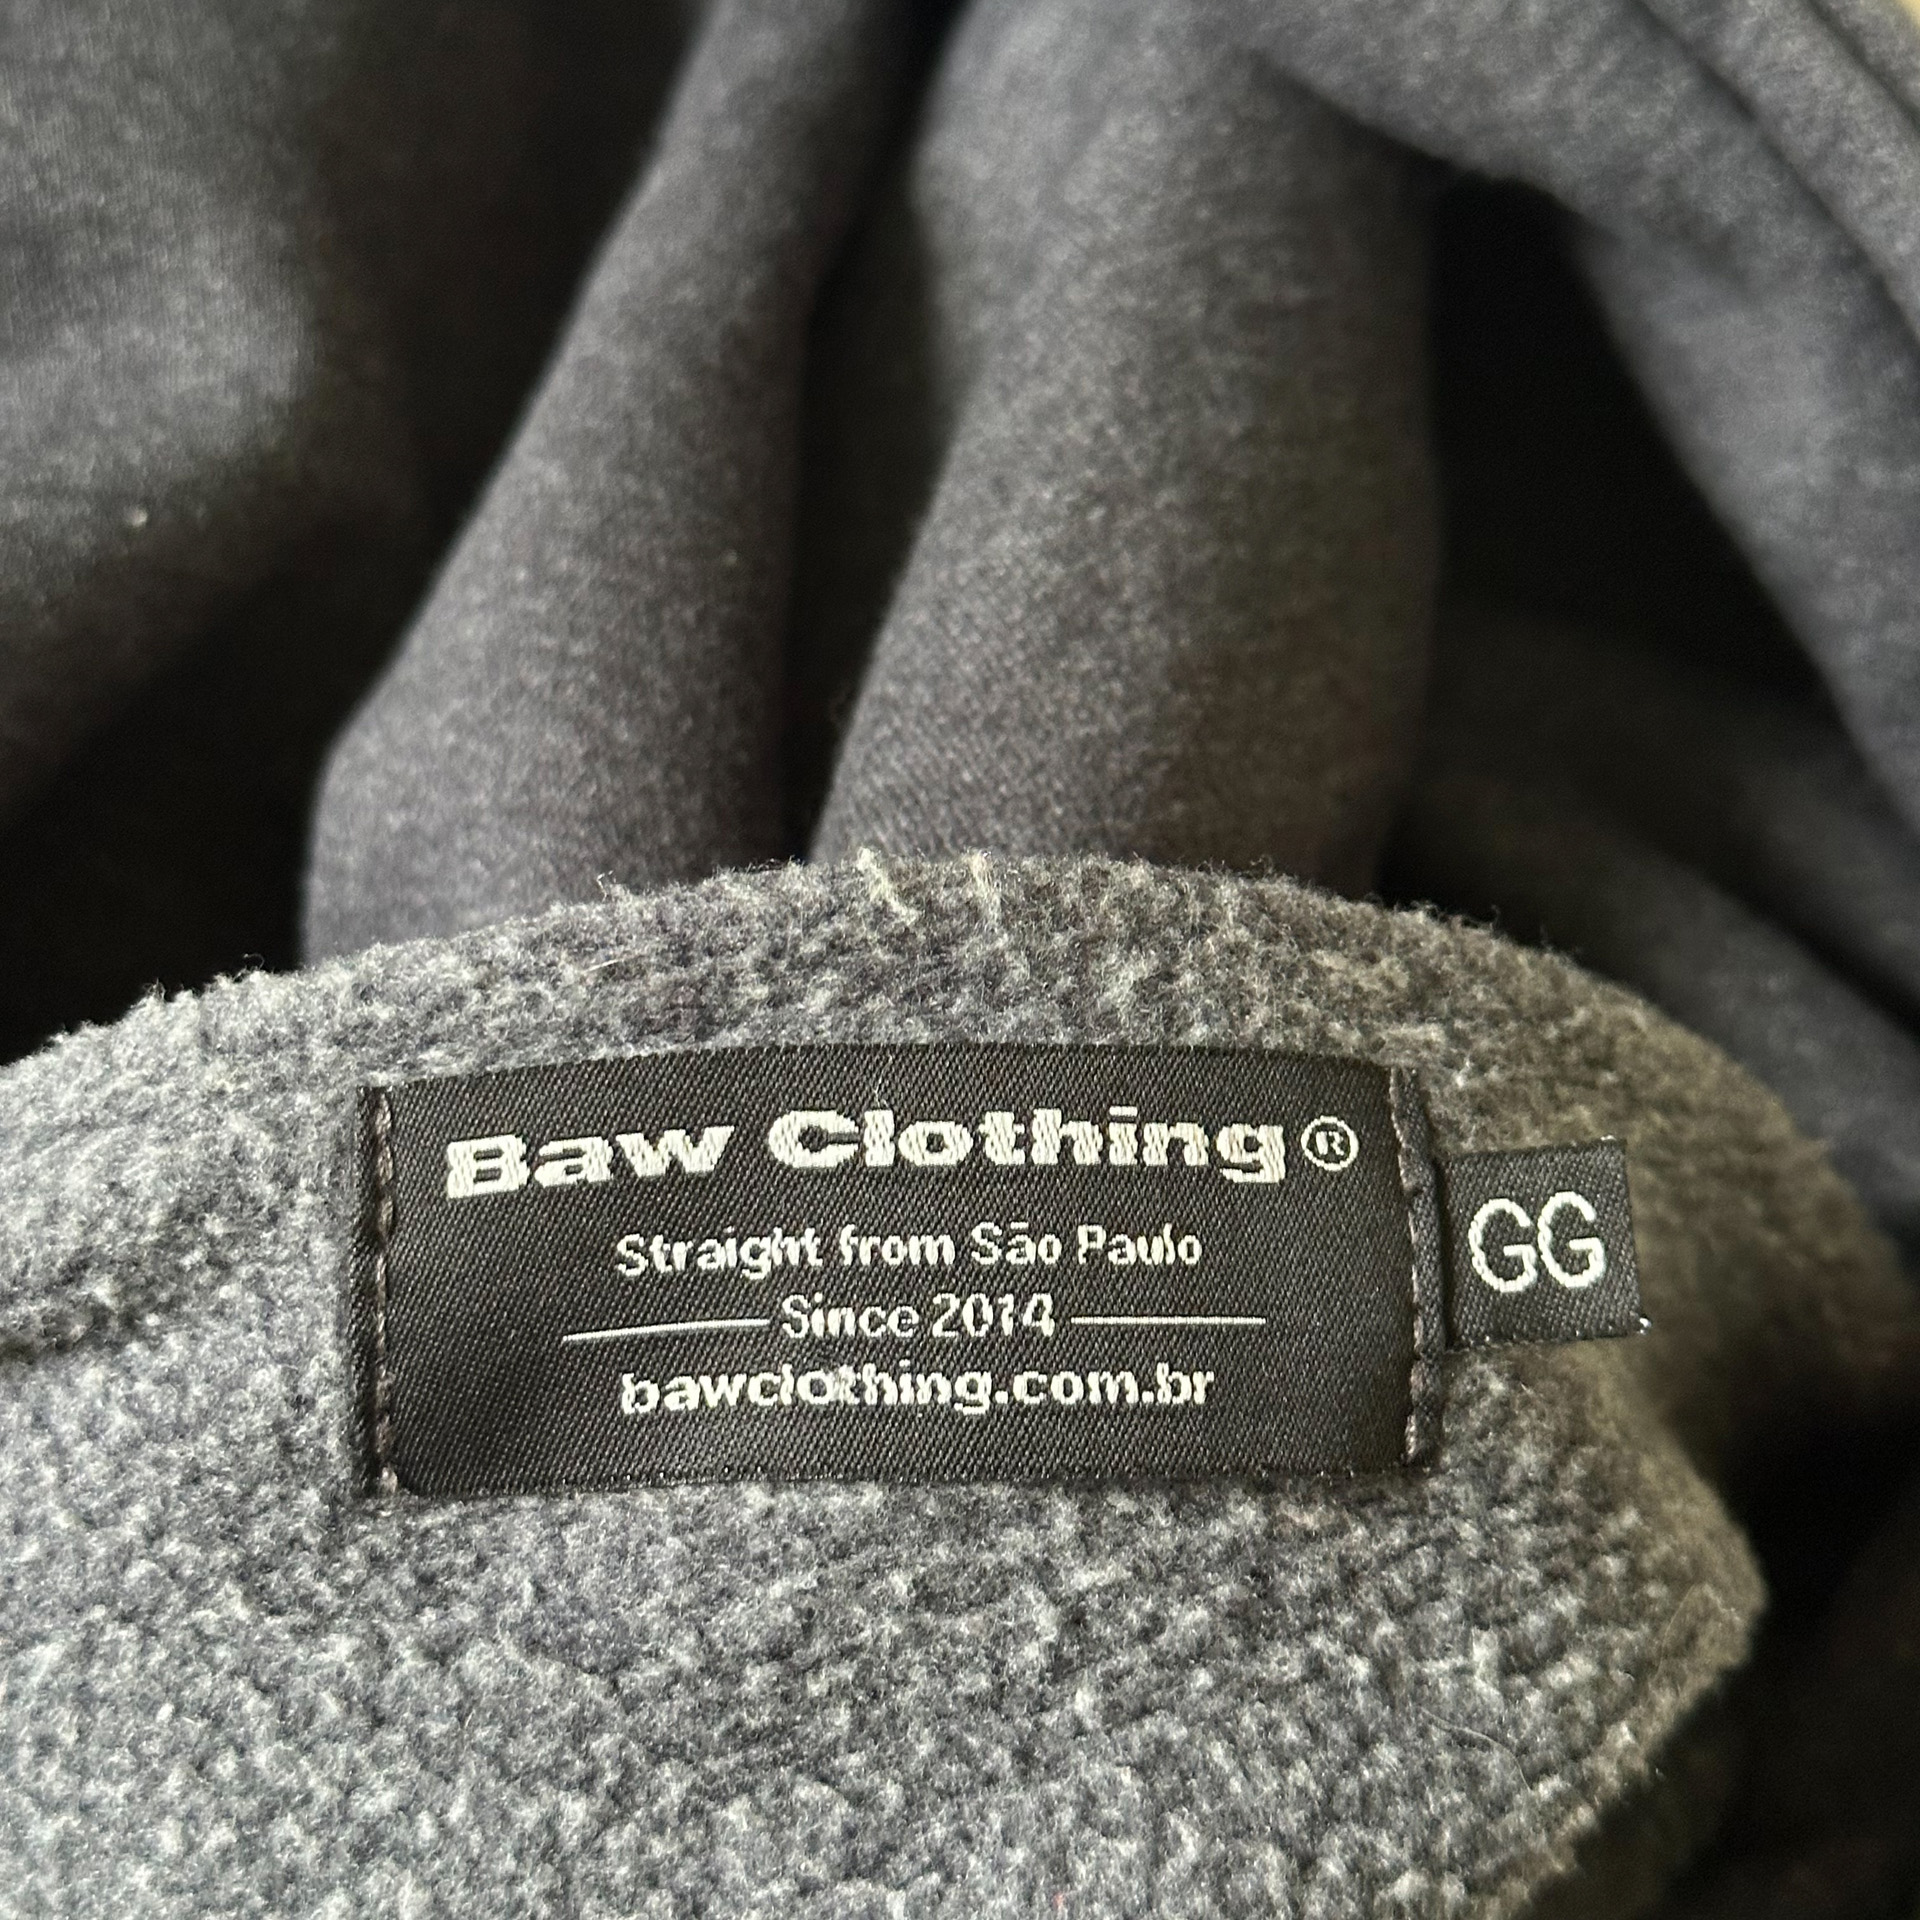 Baw Clothing®
Straight from São Paulo
Since 2014
bawclothing.com.br
GG